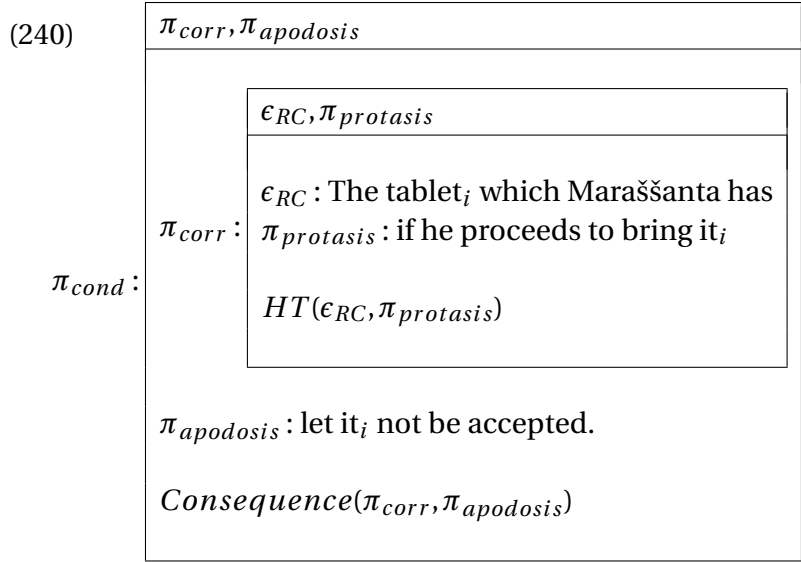 (240)
π_corr, π_apodosis
ϵ_RC, π_protasis
ϵ_RC : The tablet_i which Maraššanta has
π_corr : π_protasis : if he proceeds to bring it_i
π_cond :
HT(ϵ_RC, π_protasis)
π_apodosis : let it_i not be accepted.
Consequence(π_corr, π_apodosis)